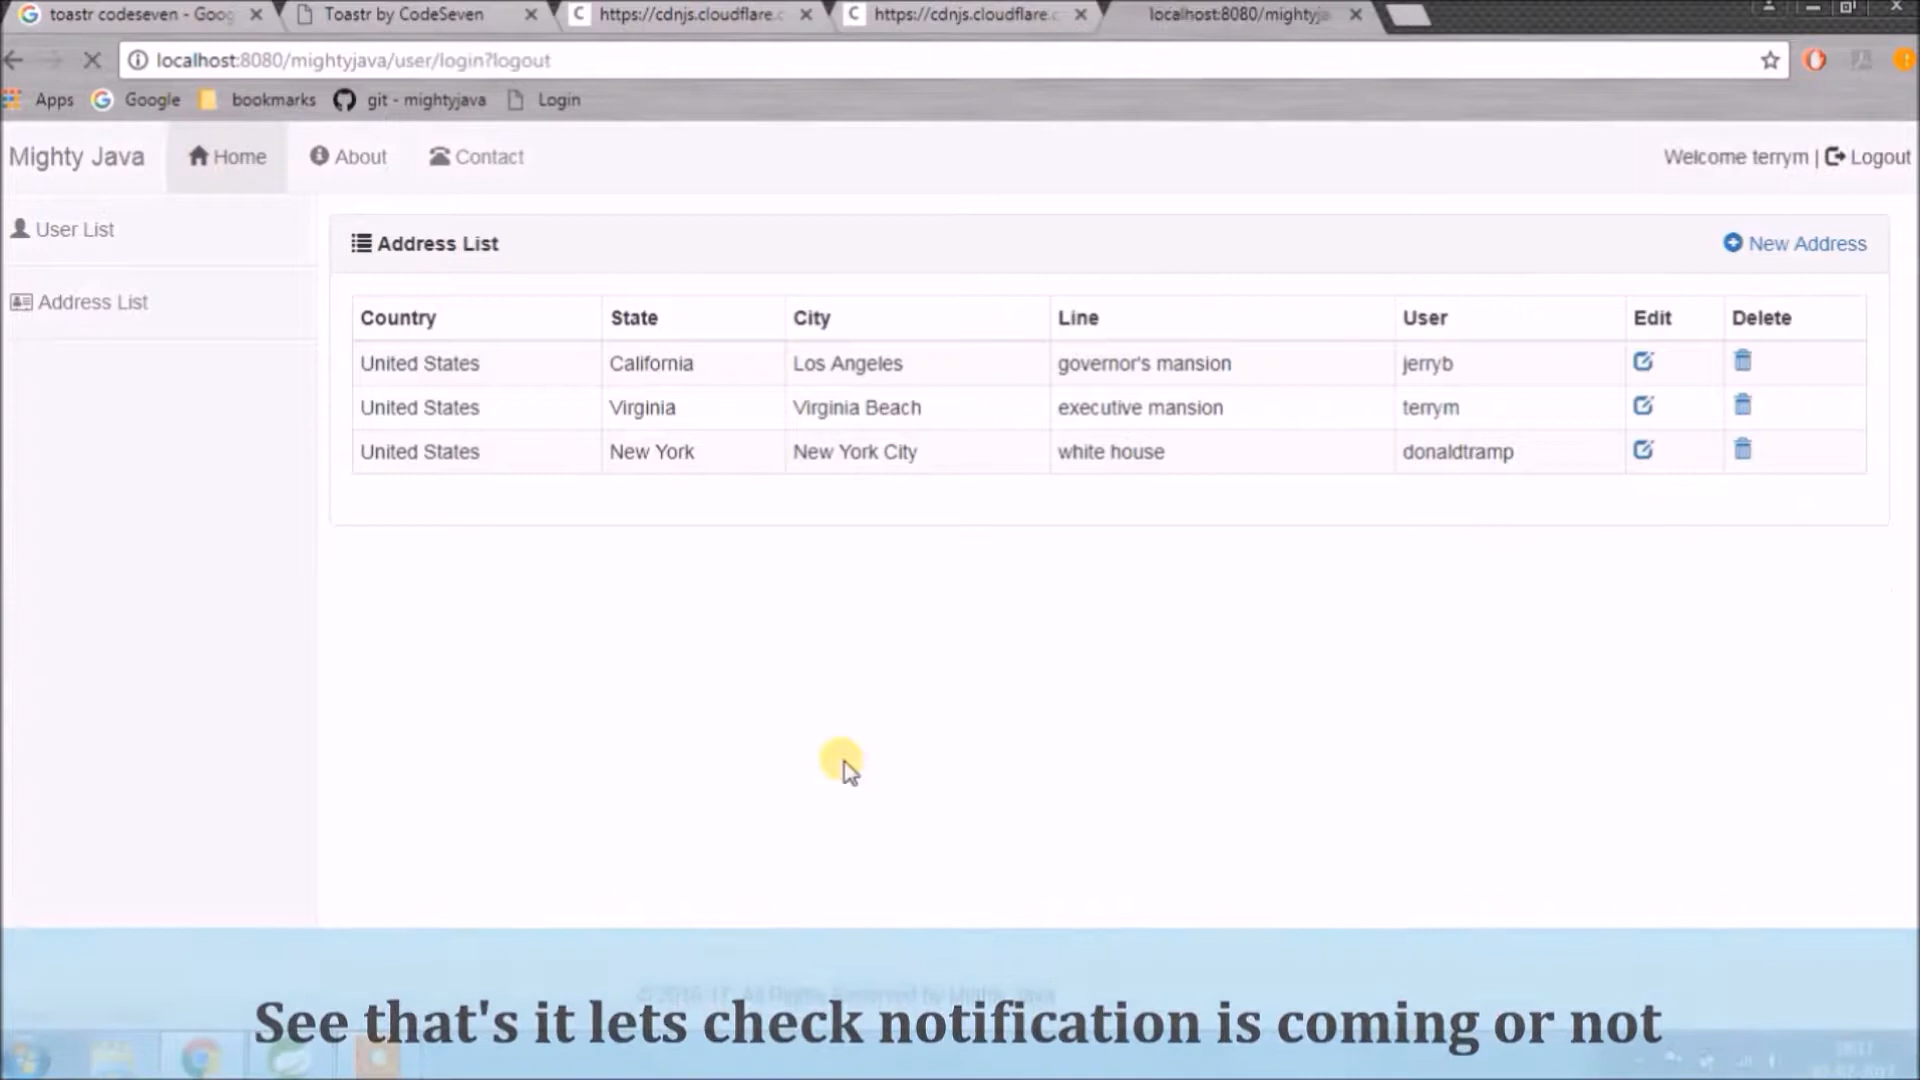 toastr codeseven - Goog
Toastr by CodeSeven
https://cdnjs.cloudflare.c
https://cdnjs.cloudflare.c
localhost:8080/mightyja
localhost:8080/mightyjava/user/login?logout
Apps
Google
bookmarks
git - mightyjava
Login
Mighty Java
Home
About
Contact
Welcome terrym | Logout
User List
Address List
Address List
New Address
Country State City Line User Edit Delete
United States California Los Angeles governor's mansion jerryb
United States Virginia Virginia Beach executive mansion terrym
United States New York New York City white house donaldtramp
All Rights Reserved by
See that's it lets check notification is coming or not